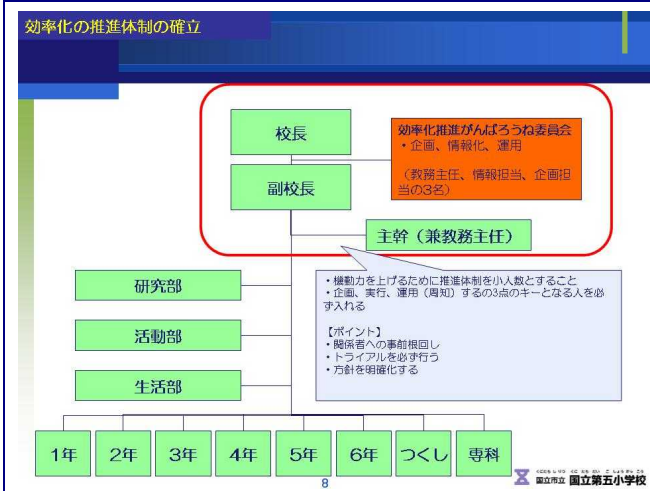 効率化の推進体制の確立
校長
効率化推進がんばろうね委員会
・企画、情報化、運用
（教務主任、情報担当、企画担
当の3名）
副校長
主幹（兼教務主任）
研究部
・機動力を上げるために推進体制を小人数とすること
・企画、実行、運用（周知）するの3点のキーとなる人を必
ず入れる
【ポイント】
・関係者への事前根回し
・トライアルを必ず行う
・方針を明確化する
活動部
生活部
1年 2年 3年 4年 5年 6年 つくし 専科
8
国立市立 国立第五小学校